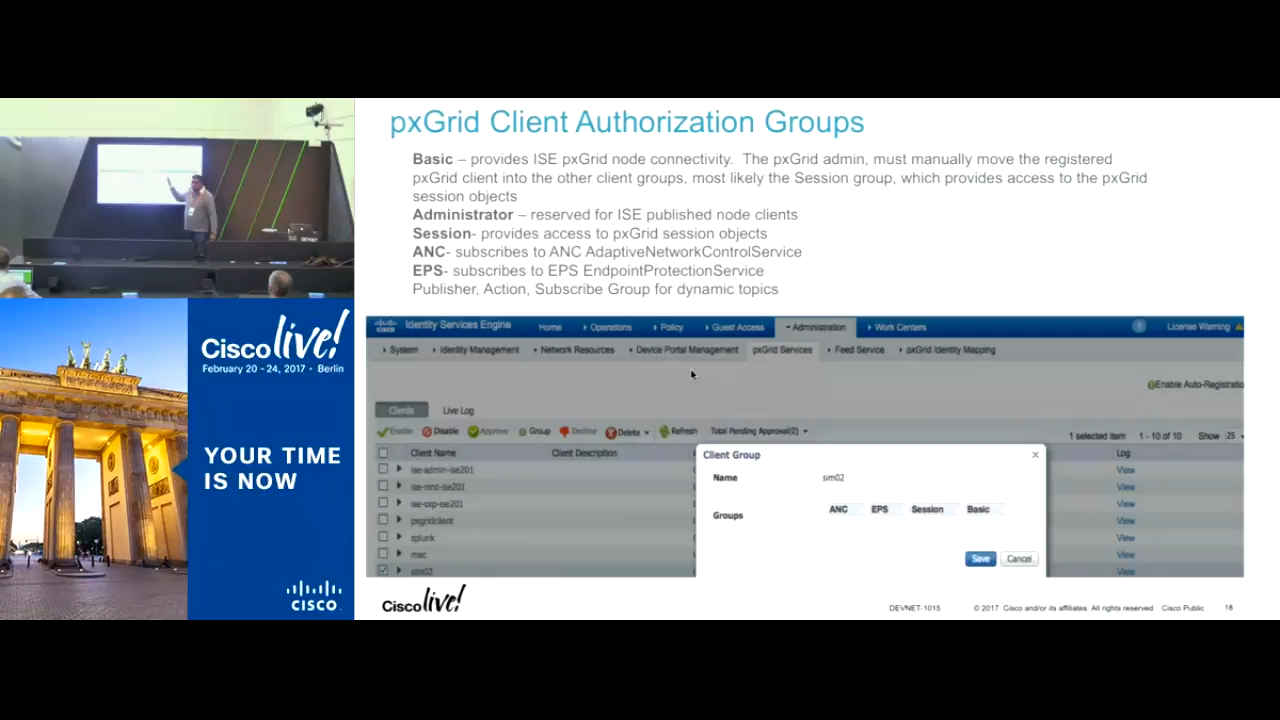 pxGrid Client Authorization Groups
Basic – provides ISE pxGrid node connectivity. The pxGrid admin, must manually move the registered
pxGrid client into the other client groups, most likely the Session group, which provides access to the pxGrid
session objects
Administrator – reserved for ISE published node clients
Session- provides access to pxGrid session objects
ANC- subscribes to ANC AdaptiveNetworkControlService
EPS- subscribes to EPS EndpointProtectionService
Publisher, Action, Subscribe Group for dynamic topics
CISCO Identity Services Engine Home Operations Policy Guest Access Administration Work Centers License Warning
System Identity Management Network Resources Device Portal Management pxGrid Services Feed Service pxGrid Identity Mapping
Enable Auto-Registratio
Clients Live Log
Enable Disable Approve Group Decline Delete Refresh Total Pending Approval(0) 1 selected item 1 - 10 of 10 Show 25
Client Name Client Description Log
ise-admin-ise201 View
ise-mnt-ise201 View
ise-sxp-ise201 View
pxgridclient View
splunk View
mac View
sim02 View
Client Group
Name sim02
Groups ANC EPS Session Basic
Save Cancel
Cisco live!
February 20 - 24, 2017 • Berlin
YOUR TIME
IS NOW
CISCO.
DEVNET
Cisco live!
DEVNET-1015 © 2017 Cisco and/or its affiliates. All rights reserved. Cisco Public 18